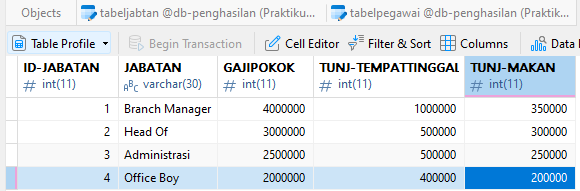 Objects tabeljabtan @db-penghasilan (Praktiku... tabelpegawai @db-penghasilan (Praktik...
Table Profile Begin Transaction Cell Editor Filter & Sort Columns Data
ID-JABATAN JABATAN GAJIPOKOK TUNJ-TEMPATTINGGAL TUNJ-MAKAN
# int(11) ABC varchar(30) # int(11) # int(11) # int(11)
1 Branch Manager 4000000 1000000 350000
2 Head Of 3000000 500000 300000
3 Administrasi 2500000 500000 250000
4 Office Boy 2000000 400000 200000